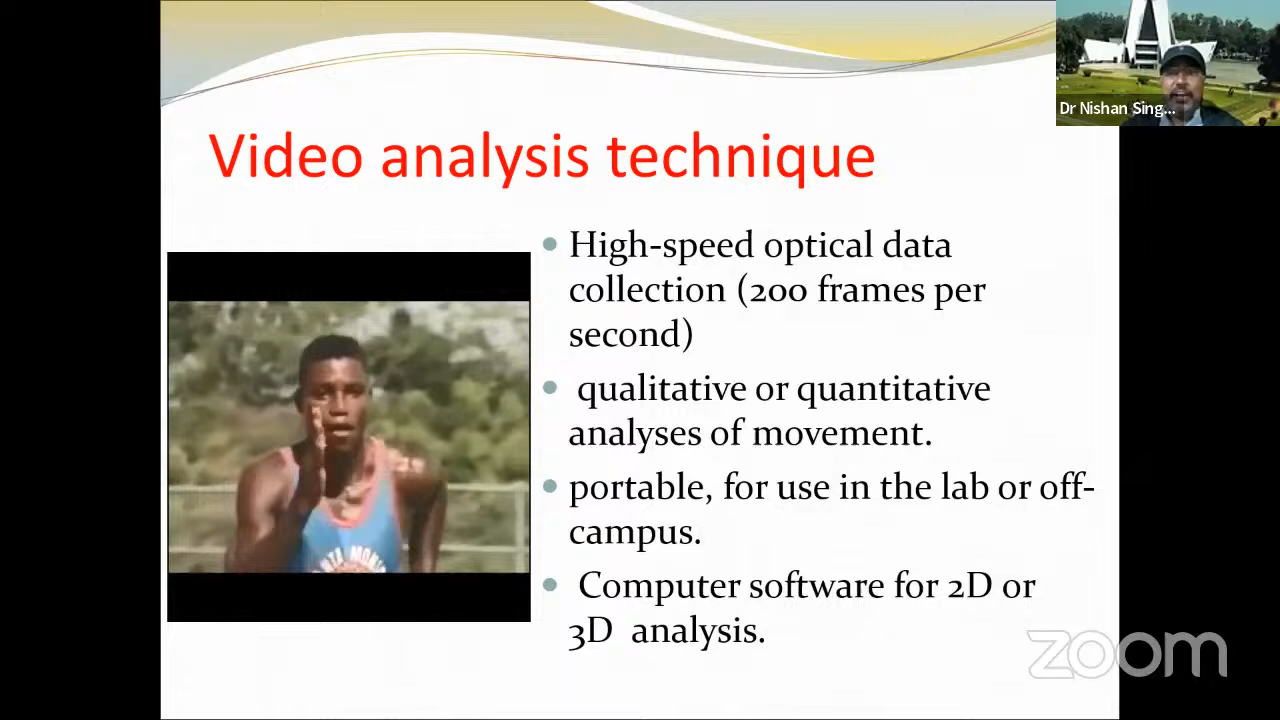 Dr Nishan Sing...
Video analysis technique
High-speed optical data
collection (200 frames per
second)
qualitative or quantitative
analyses of movement.
portable, for use in the lab or off-
campus.
Computer software for 2D or
3D analysis.
zoom